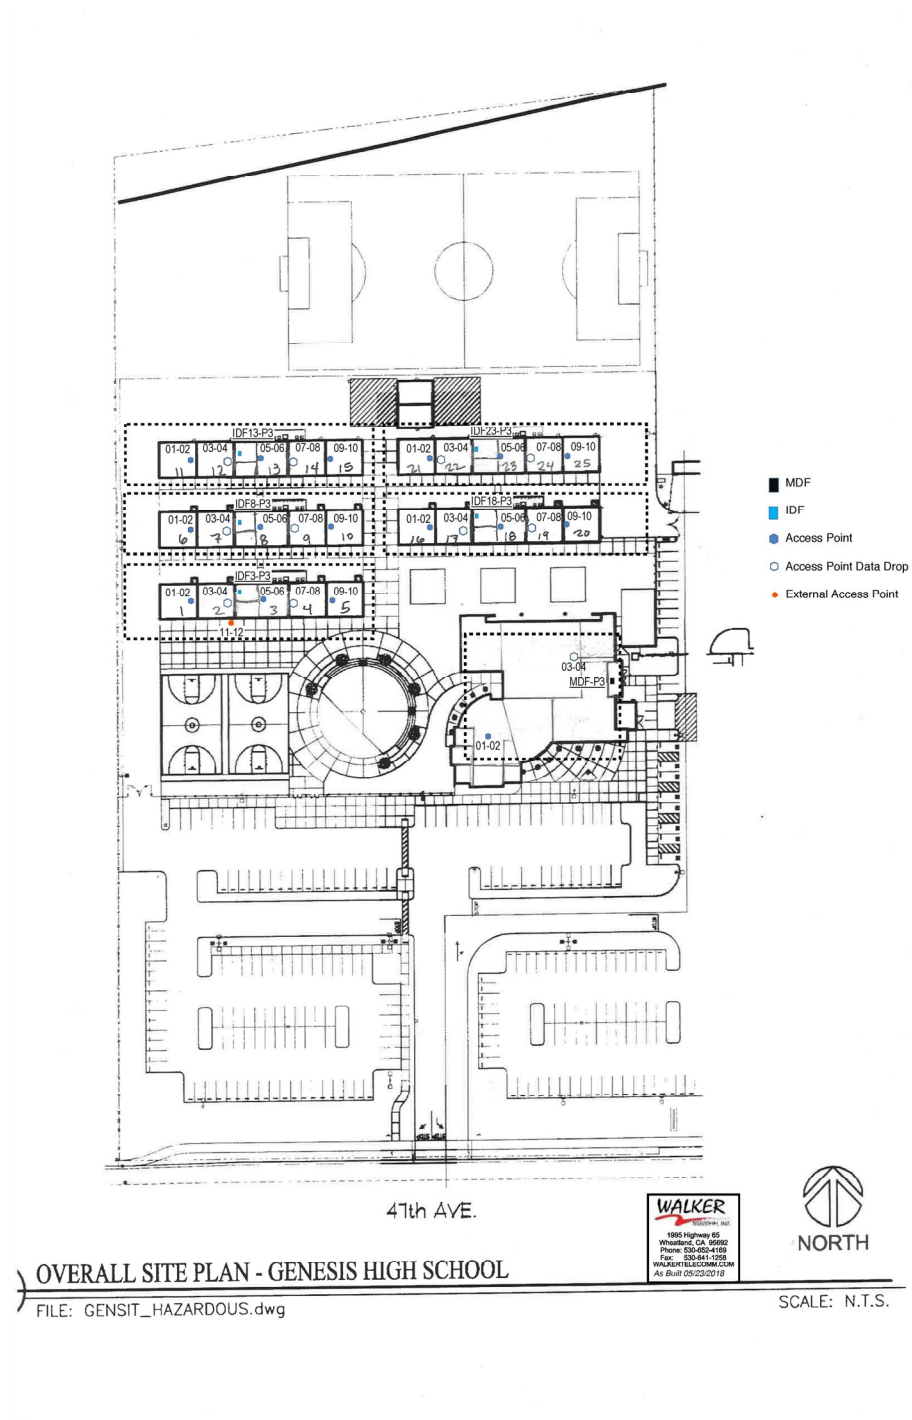 IDF13-P3
IDF23-P3
01-02 03-04 05-06 07-08 09-10
01-02 03-04 05-06 07-08 09-10
11 12 13 14 15
21 22 23 24 25
IDF8-P3
IDF18-P3
01-02 03-04 05-06 07-08 09-10
01-02 03-04 05-06 07-08 09-10
6 7 8 9 10
16 17 18 19 20
IDF3-P3
01-02 03-04 05-06 07-08 09-10
1 2 3 4 5
11-12
03-04
MDF-P3
01-02
MDF
IDF
Access Point
Access Point Data Drop
External Access Point
STOP
47th AVE.
WALKER
TELECOMM, INC.
1995 Highway 65
Wheatland, CA 95692
Phone: 530-652-4169
Fax: 530-641-1258
WALKERTELECOMM.COM
As Built 05/23/2018
NORTH
OVERALL SITE PLAN - GENESIS HIGH SCHOOL
FILE: GENSIT_HAZARDOUS.dwg
SCALE: N.T.S.